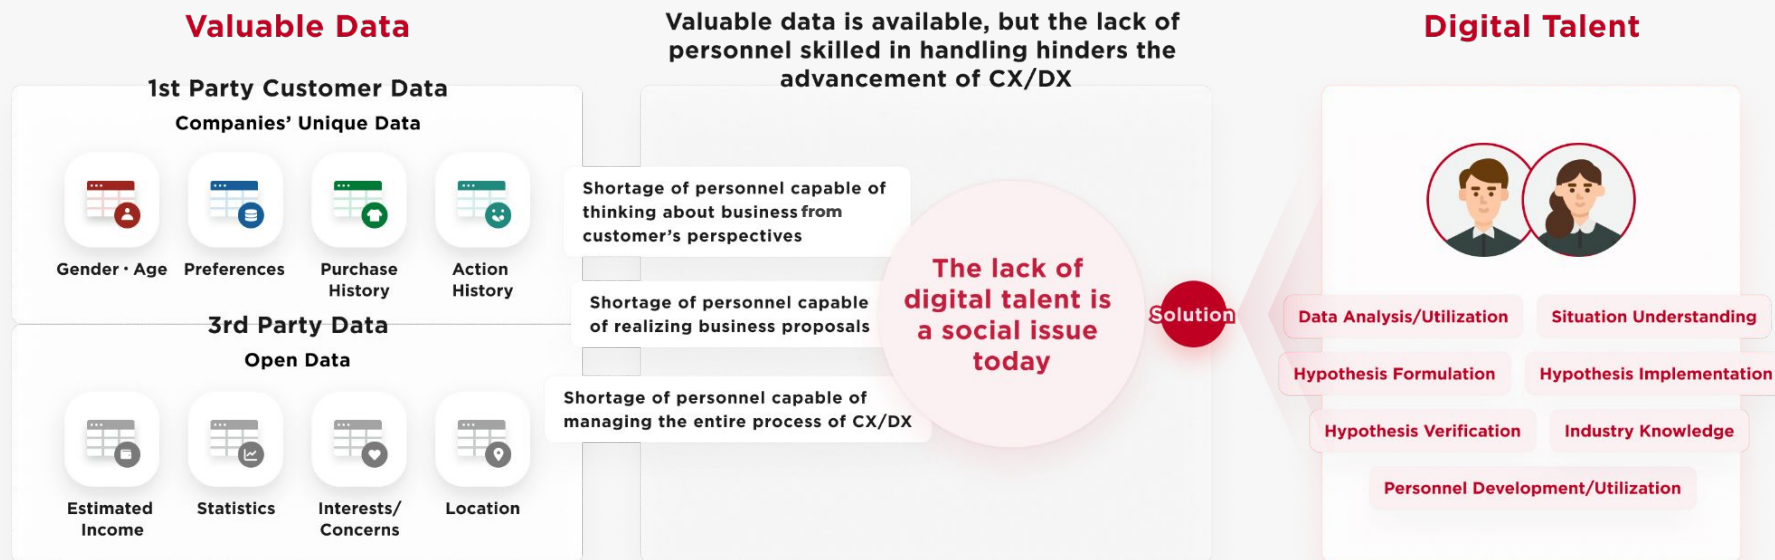 Valuable Data
1st Party Customer Data
Companies’ Unique Data
Gender · Age
Preferences
Purchase
History
Action
History
3rd Party Data
Open Data
Estimated
Income
Statistics
Interests/
Concerns
Location
Valuable data is available, but the lack of
personnel skilled in handling hinders the
advancement of CX/DX
Shortage of personnel capable of
thinking about business from
customer’s perspectives
Shortage of personnel capable
of realizing business proposals
Shortage of personnel capable of
managing the entire process of CX/DX
The lack of
digital talent is
a social issue
today
Solution
Digital Talent
Data Analysis/Utilization
Situation Understanding
Hypothesis Formulation
Hypothesis Implementation
Hypothesis Verification
Industry Knowledge
Personnel Development/Utilization